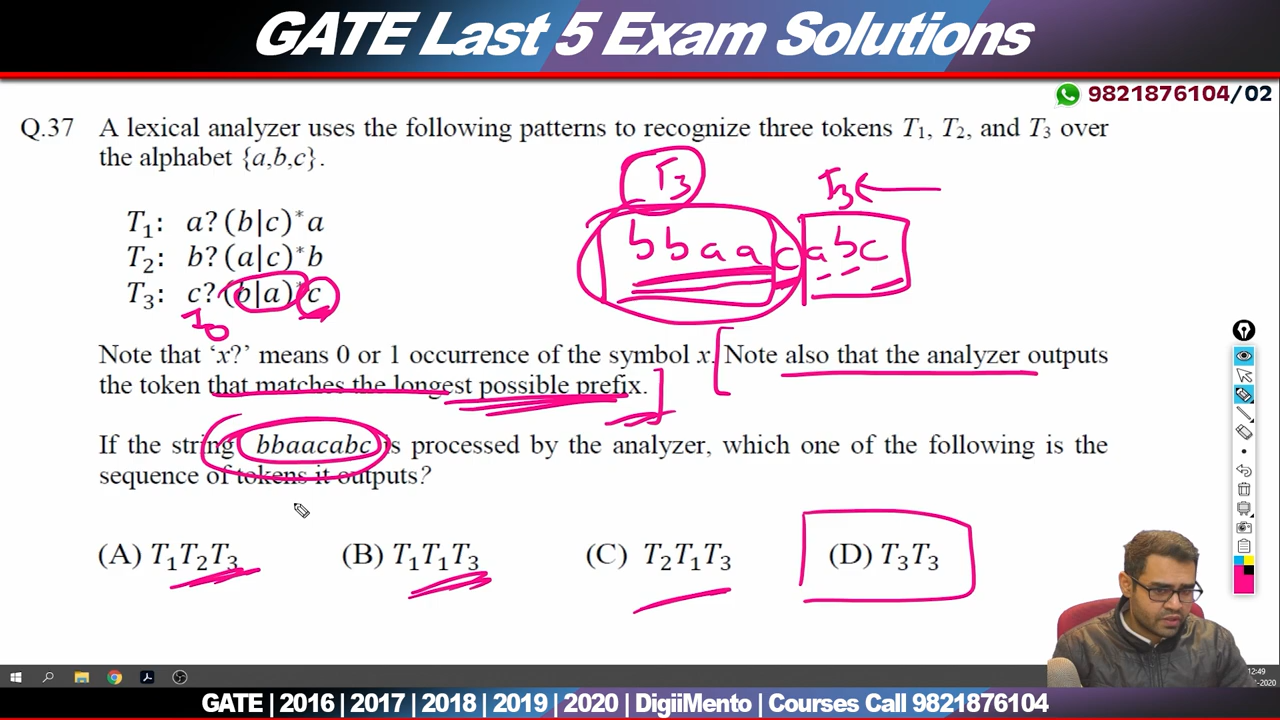 GATE Last 5 Exam Solutions
9821876104/02
Q.37 A lexical analyzer uses the following patterns to recognize three tokens T₁, T₂, and T₃ over
the alphabet {a,b,c}.
T₃
T₃
T₁: a?(b|c)*a
bbaac abc
T₂: b?(a|c)*b
T₃: c?(b|a)*c
Note that ‘x?’ means 0 or 1 occurrence of the symbol x. Note also that the analyzer outputs
the token that matches the longest possible prefix.
If the string bbaacabc is processed by the analyzer, which one of the following is the
sequence of tokens it outputs?
(A) T₁T₂T₃ (B) T₁T₁T₃ (C) T₂T₁T₃ (D) T₃T₃
12:49
GATE | 2016 | 2017 | 2018 | 2019 | 2020 | DigiiMento | Courses Call 9821876104